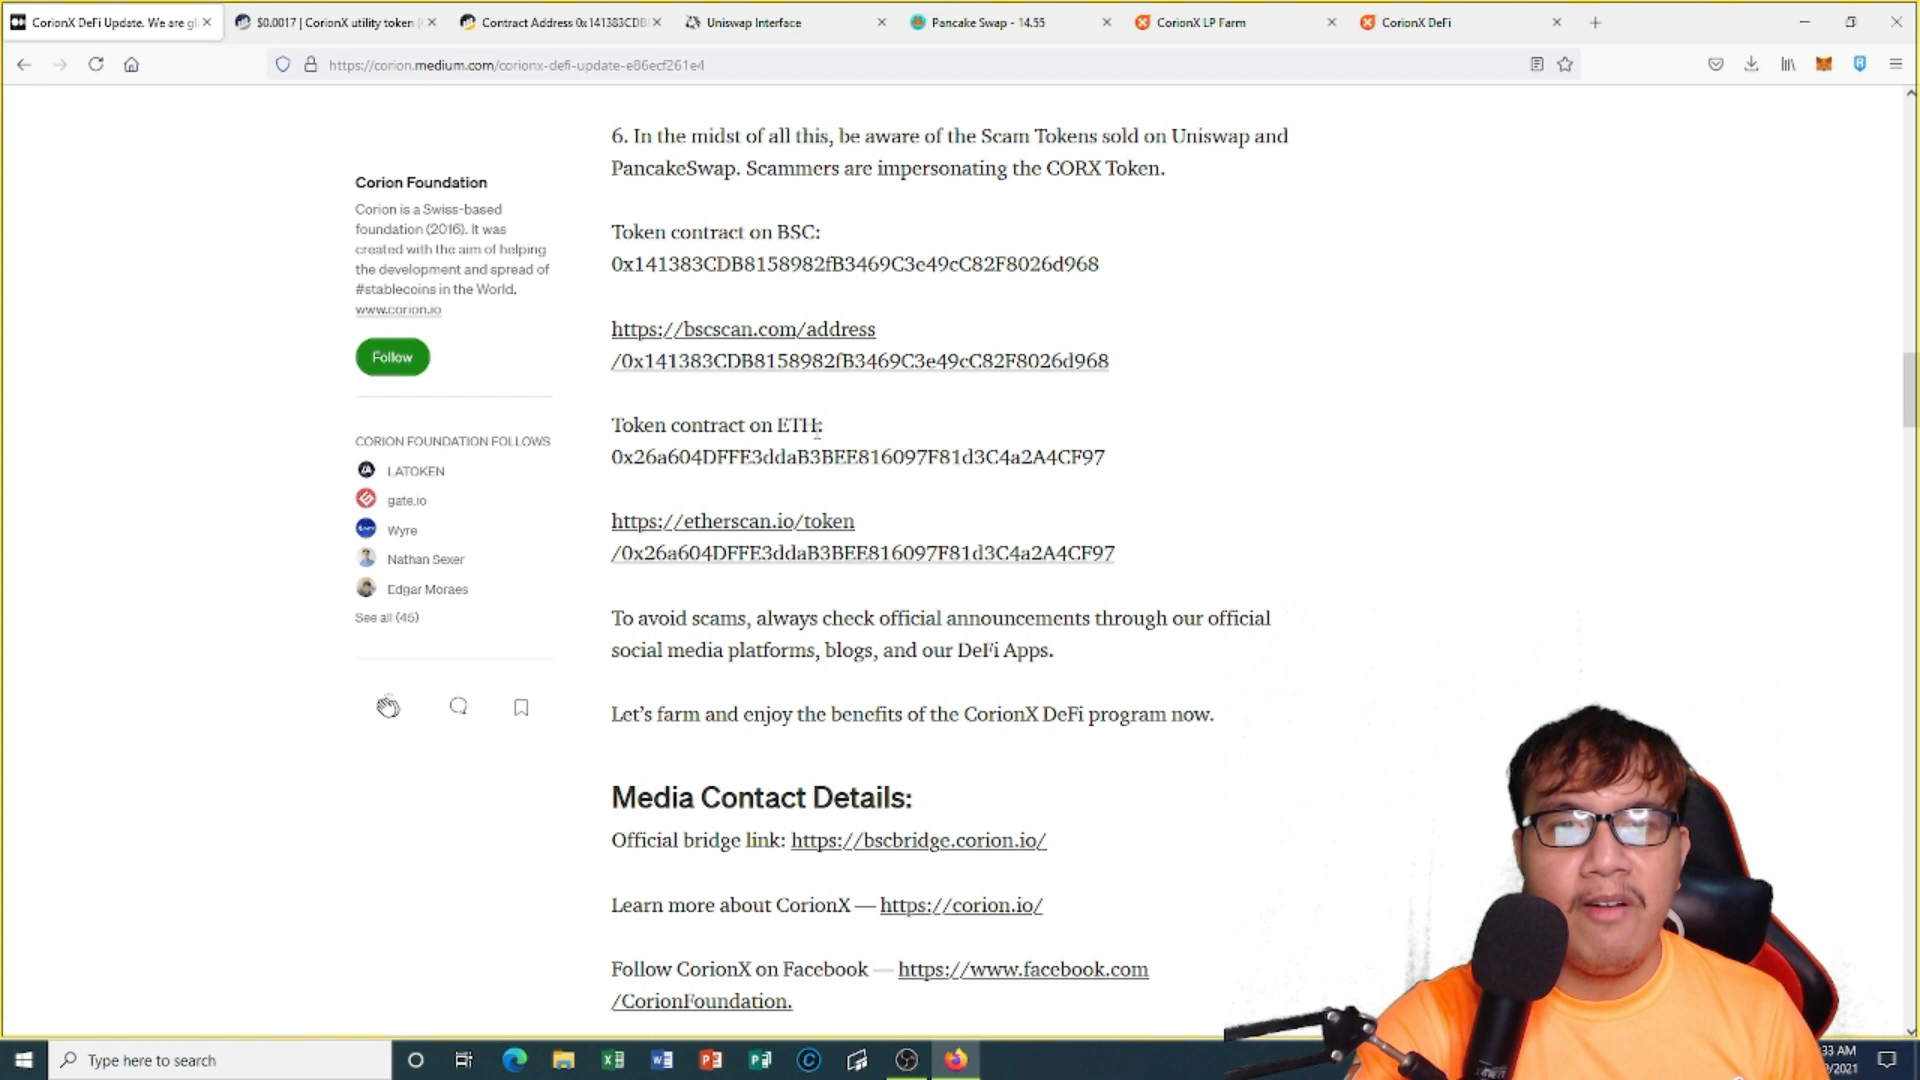 CorionX DeFi Update. We are gl
$0.0017 | CorionX utility token (
Contract Address 0x141383CDB
Uniswap Interface
Pancake Swap - 14.55
CorionX LP Farm
CorionX DeFi
https://corion.medium.com/corionx-defi-update-e86ecf261e4
Corion Foundation
Corion is a Swiss-based
foundation (2016). It was
created with the aim of helping
the development and spread of
#stablecoins in the World.
www.corion.io
Follow
CORION FOUNDATION FOLLOWS
LATOKEN
gate.io
Wyre
Nathan Sexer
Edgar Moraes
See all (45)
6. In the midst of all this, be aware of the Scam Tokens sold on Uniswap and
PancakeSwap. Scammers are impersonating the CORX Token.
Token contract on BSC:
0x141383CDB8158982fB3469C3e49cC82F8026d968
https://bscscan.com/address
/0x141383CDB8158982fB3469C3e49cC82F8026d968
Token contract on ETH:
0x26a604DFFE3ddaB3BEE816097F81d3C4a2A4CF97
https://etherscan.io/token
/0x26a604DFFE3ddaB3BEE816097F81d3C4a2A4CF97
To avoid scams, always check official announcements through our official
social media platforms, blogs, and our DeFi Apps.
Let’s farm and enjoy the benefits of the CorionX DeFi program now.
Media Contact Details:
Official bridge link: https://bscbridge.corion.io/
Learn more about CorionX — https://corion.io/
Follow CorionX on Facebook — https://www.facebook.com
/CorionFoundation.
Type here to search
33 AM
/2021